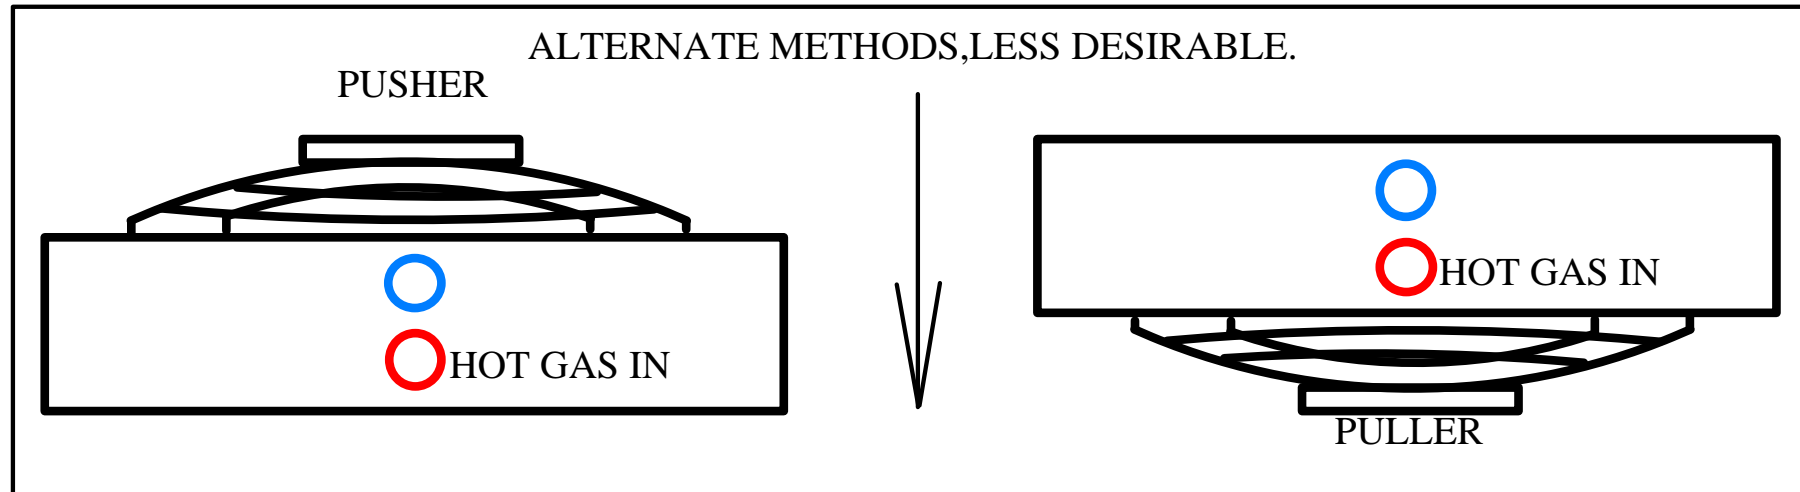 ALTERNATE METHODS,LESS DESIRABLE.
PUSHER
HOT GAS IN
HOT GAS IN
PULLER